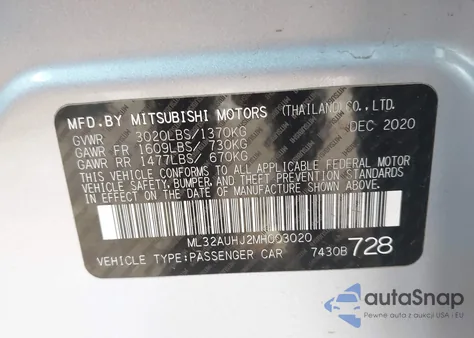 MFD.BY MITSUBISHI MOTORS (THAILAND)CO.,LTD.
GVWR 3020LBS/1370KG DEC 2020
GAWR FR 1609LBS/ 730KG
GAWR RR 1477LBS/ 670KG
THIS VEHICLE CONFORMS TO ALL APPLICABLE FEDERAL MOTOR
VEHICLE SAFETY, BUMPER, AND THEFT PREVENTION STANDARDS
IN EFFECT ON THE DATE OF MANUFACTURE SHOWN ABOVE.
ML32AUHJ2MH003020
VEHICLE TYPE:PASSENGER CAR 7430B 728
autoSnap
Pewne auta z aukcji USA i EU